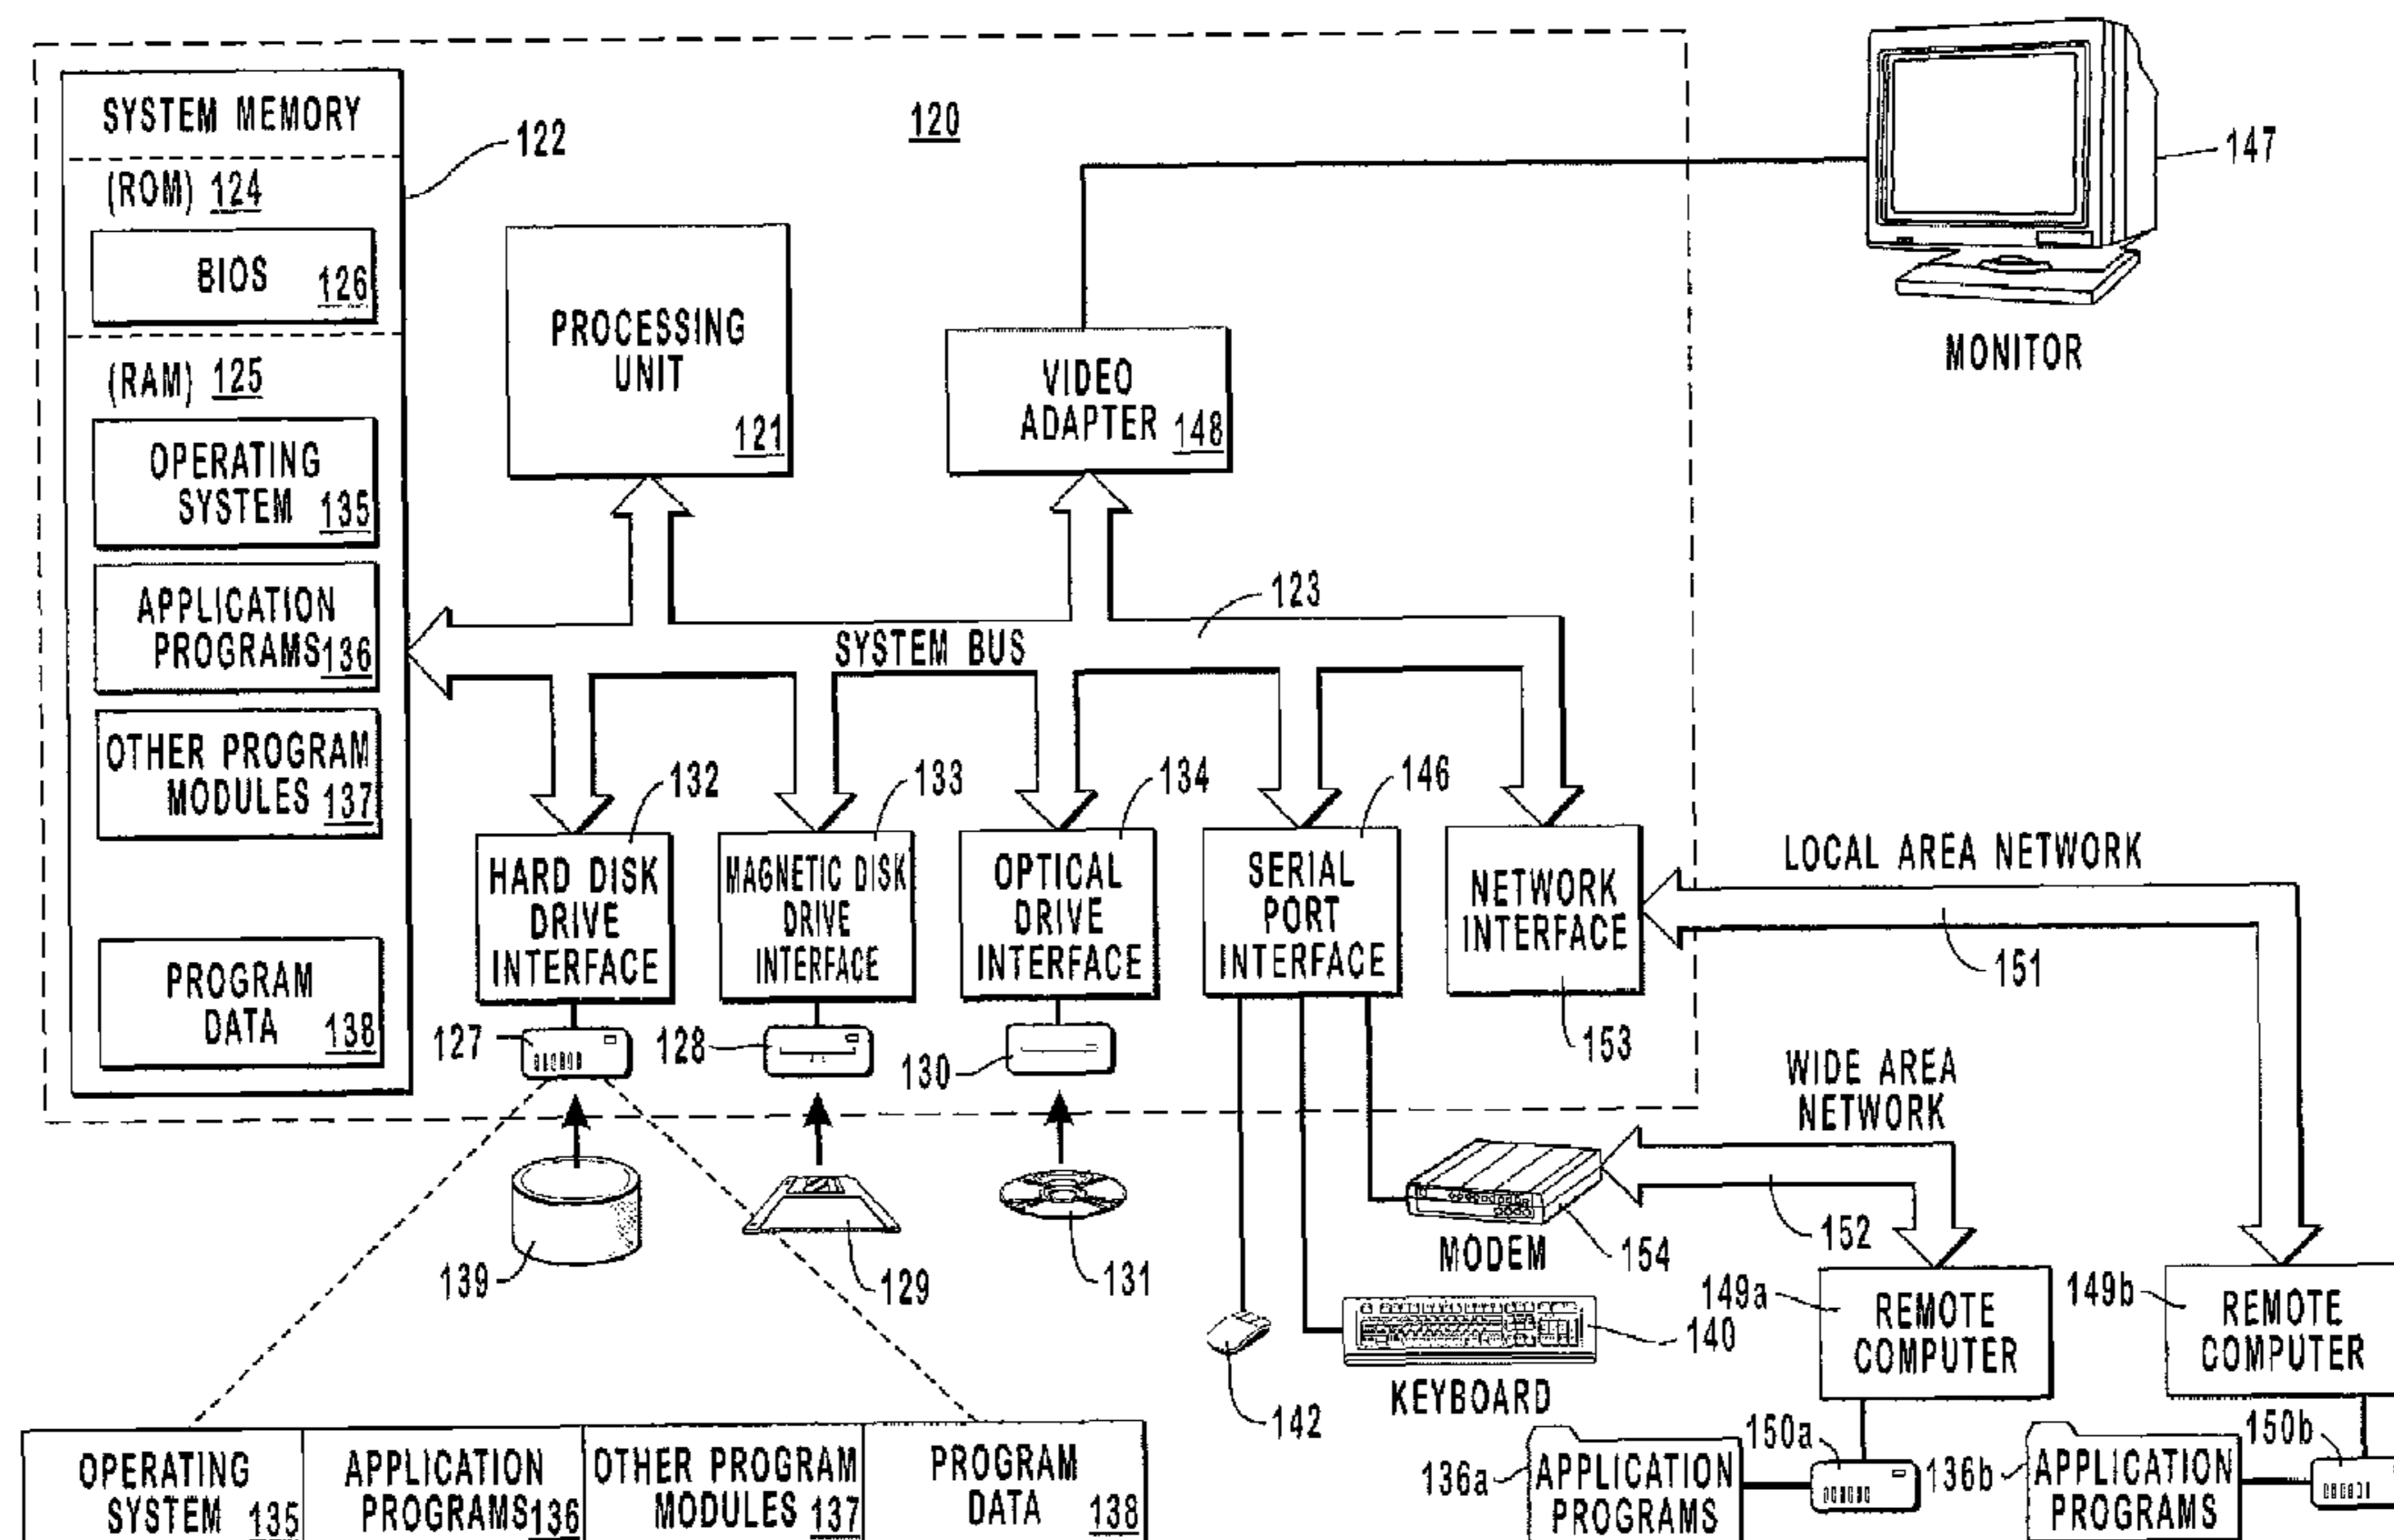 SYSTEM MEMORY
122
120
147
(ROM) 124
BIOS 126
PROCESSING
UNIT
121
VIDEO
ADAPTER 148
MONITOR
(RAM) 125
OPERATING
SYSTEM 135
APPLICATION
PROGRAMS 136
OTHER PROGRAM
MODULES 137
PROGRAM
DATA 138
123
SYSTEM BUS
132
133
134
146
HARD DISK
DRIVE
INTERFACE
MAGNETIC DISK
DRIVE
INTERFACE
OPTICAL
DRIVE
INTERFACE
SERIAL
PORT
INTERFACE
NETWORK
INTERFACE
153
LOCAL AREA NETWORK
151
127
128
130
WIDE AREA
NETWORK
152
139
129
131
MODEM
154
142
140
KEYBOARD
149a
REMOTE
COMPUTER
149b
REMOTE
COMPUTER
OPERATING
SYSTEM 135
APPLICATION
PROGRAMS 136
OTHER PROGRAM
MODULES 137
PROGRAM
DATA 138
136a
APPLICATION
PROGRAMS
150a
136b
APPLICATION
PROGRAMS
150b